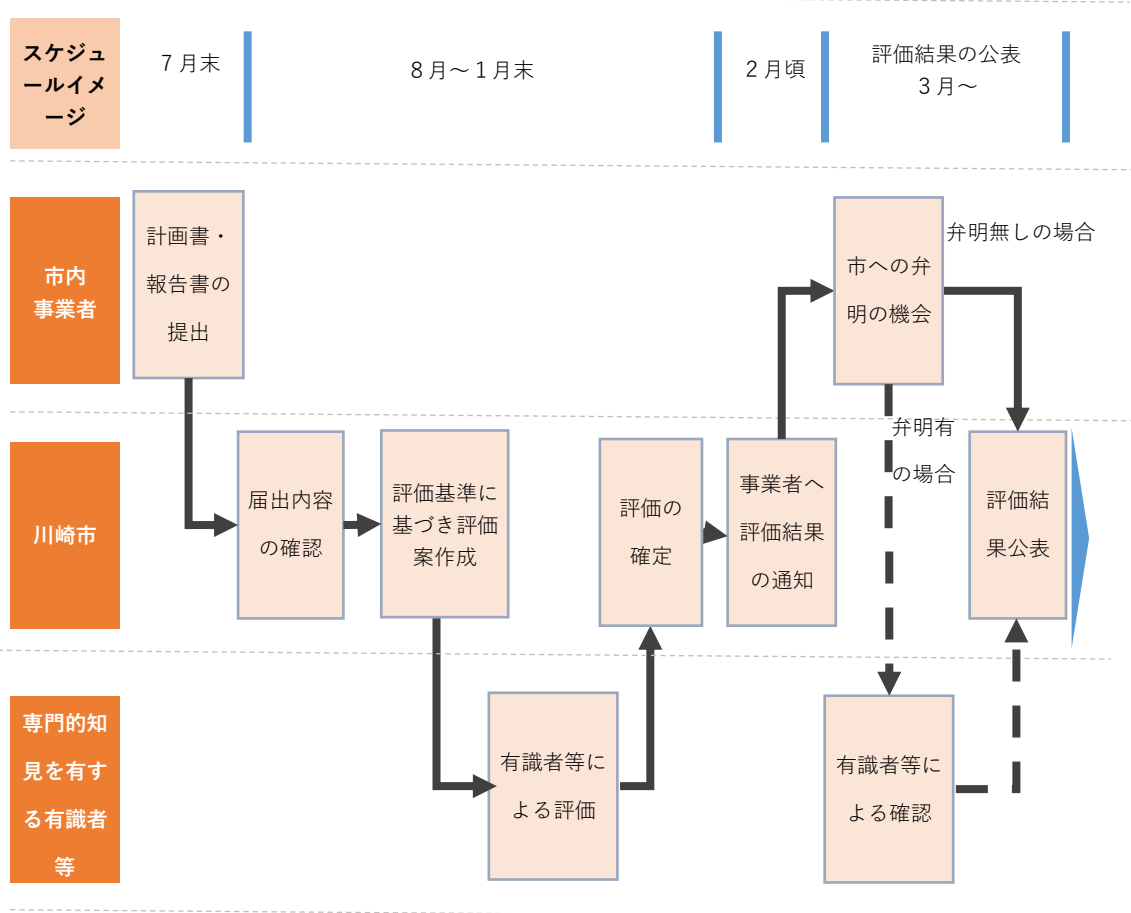 スケジュ
ールイメ
ージ
７月末
８月～１月末
２月頃
評価結果の公表
３月～
市内
事業者
計画書・
報告書の
提出
市への弁
明の機会
弁明無しの場合
川崎市
届出内容
の確認
評価基準に
基づき評価
案作成
評価の
確定
事業者へ
評価結果
の通知
弁明有
の場合
評価結
果公表
専門的知
見を有す
る有識者
等
有識者等に
よる評価
有識者等に
よる確認